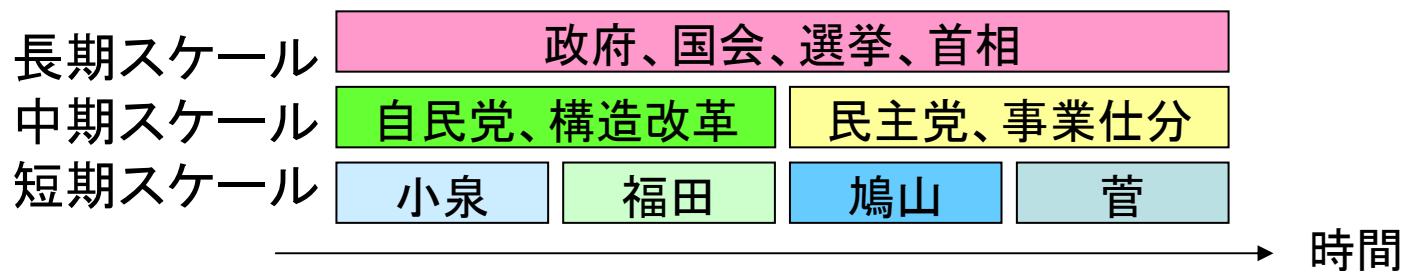 長期スケール 政府、国会、選挙、首相
中期スケール 自民党、構造改革 民主党、事業仕分
短期スケール 小泉 福田 鳩山 菅
時間